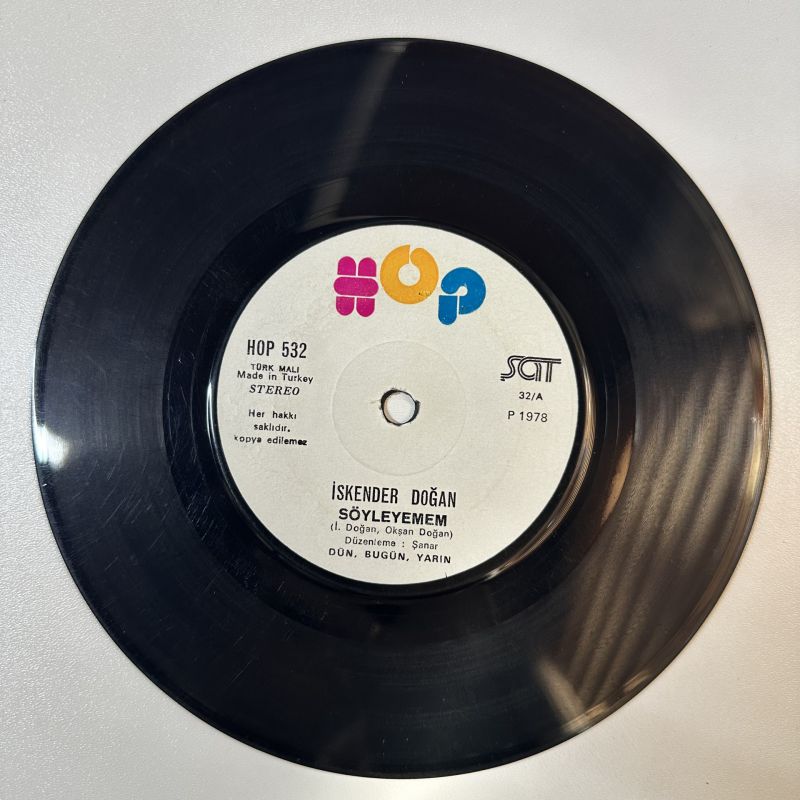 HOP
HOP 532
TÜRK MALI
Made in Turkey
STEREO
Her hakkı
saklıdır.
kopya edilemez
ŞAT
32/A
P 1978
İSKENDER DOĞAN
SÖYLEYEMEM
(İ. Doğan, Okşan Doğan)
Düzenleme : Şanar
DÜN, BUGÜN, YARIN